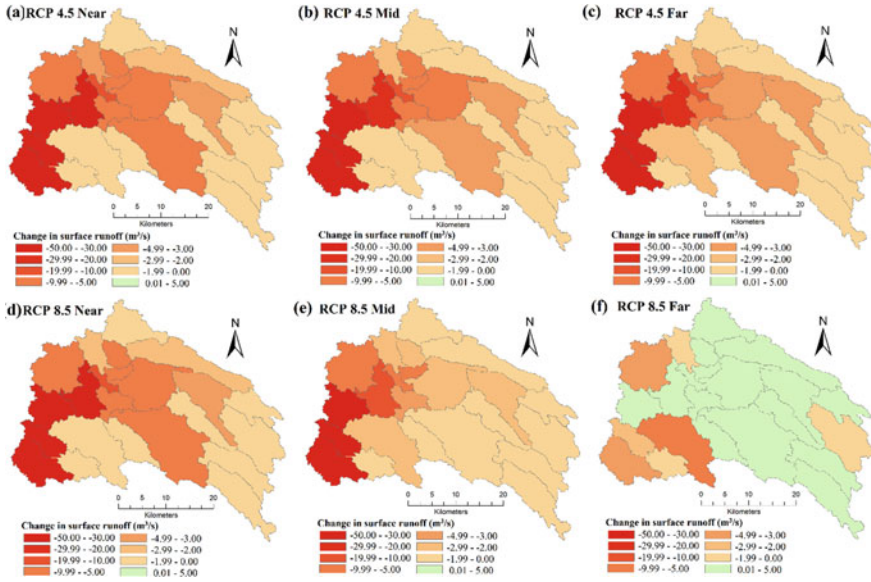 (a) RCP 4.5 Near
N
0 5 10 20
Kilometers
Change in surface runoff (m³/s)
-50.00 - -30.00 -4.99 - -3.00
-29.99 - -20.00 -2.99 - -2.00
-19.99 - -10.00 -1.99 - 0.00
-9.99 - -5.00 0.01 - 5.00
(b) RCP 4.5 Mid
N
0 5 10 20
Kilometers
Change in surface runoff (m³/s)
-50.00 - -30.00 -4.99 - -3.00
-29.99 - -20.00 -2.99 - -2.00
-19.99 - -10.00 -1.99 - 0.00
-9.99 - -5.00 0.01 - 5.00
(c) RCP 4.5 Far
N
0 5 10 20
Kilometers
Change in surface runoff (m³/s)
-50.00 - -30.00 -4.99 - -3.00
-29.99 - -20.00 -2.99 - -2.00
-19.99 - -10.00 -1.99 - 0.00
-9.99 - -5.00 0.01 - 5.00
d) RCP 8.5 Near
N
0 5 10 20
Kilometers
Change in surface runoff (m³/s)
-50.00 - -30.00 -4.99 - -3.00
-29.99 - -20.00 -2.99 - -2.00
-19.99 - -10.00 -1.99 - 0.00
-9.99 - -5.00 0.01 - 5.00
(e) RCP 8.5 Mid
N
0 5 10 20
Kilometers
Change in surface runoff (m³/s)
-50.00 - -30.00 -4.99 - -3.00
-29.99 - -20.00 -2.99 - -2.00
-19.99 - -10.00 -1.99 - 0.00
-9.99 - -5.00 0.01 - 5.00
(f) RCP 8.5 Far
N
0 5 10 20
Kilometers
Change in surface runoff (m³/s)
-50.00 - -30.00 -4.99 - -3.00
-29.99 - -20.00 -2.99 - -2.00
-19.99 - -10.00 -1.99 - 0.00
-9.99 - -5.00 0.01 - 5.00